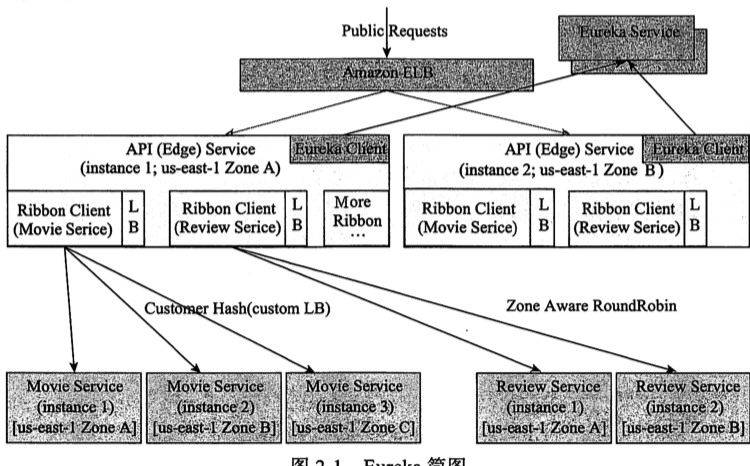 Public Requests
Eureka Service
Amazon ELB
API (Edge) Service
Eureka Client
(instance 1; us-east-1 Zone A)
Ribbon Client
(Movie Serice)
L
B
Ribbon Client
(Review Serice)
L
B
More
Ribbon
...
API (Edge) Service
Eureka Client
(instance 2; us-east-1 Zone B)
Ribbon Client
(Movie Serice)
L
B
Ribbon Client
(Review Serice)
L
B
Customer Hash(custom LB)
Zone Aware RoundRobin
Movie Service
(instance 1)
[us-east-1 Zone A]
Movie Service
(instance 2)
[us-east-1 Zone B]
Movie Service
(instance 3)
[us-east-1 Zone C]
Review Service
(instance 1)
[us-east-1 Zone A]
Review Service
(instance 2)
[us-east-1 Zone B]
图 2-1 Eureka 简图